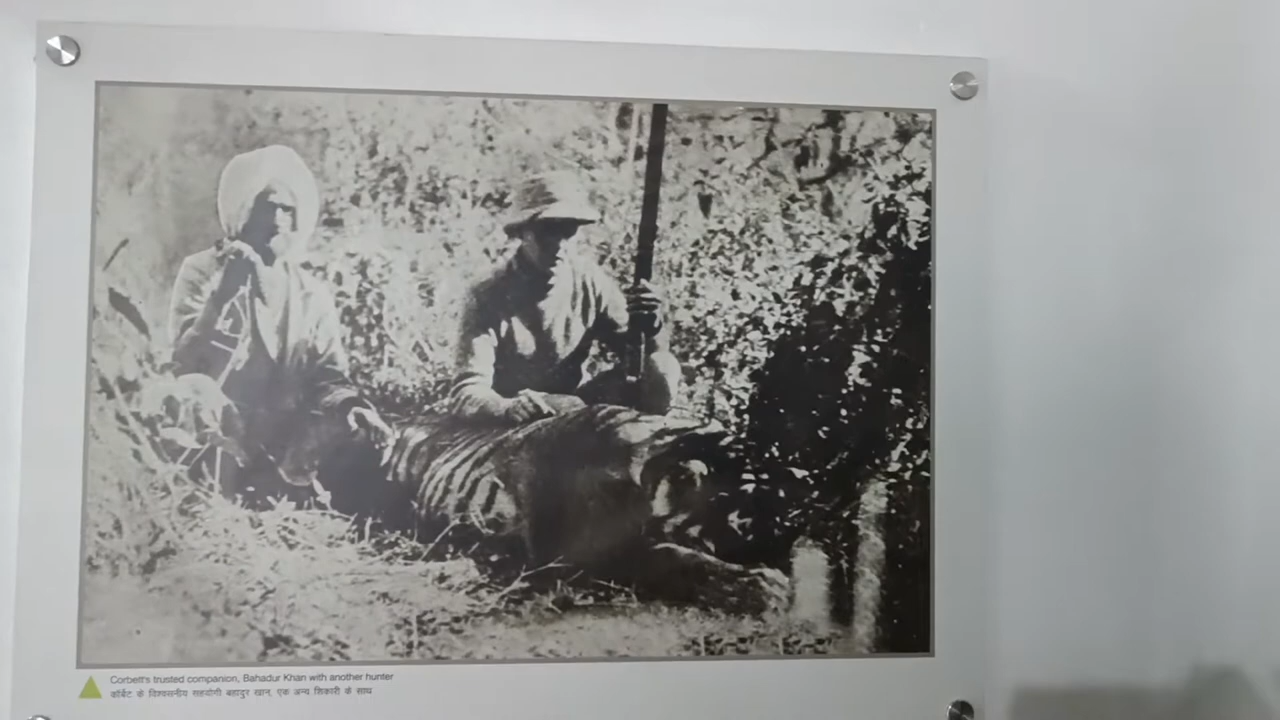 Corbett's trusted companion, Bahadur Khan with another hunter
कॉर्बेट के विश्वसनीय सहयोगी बहादुर खान, एक अन्य शिकारी के साथ